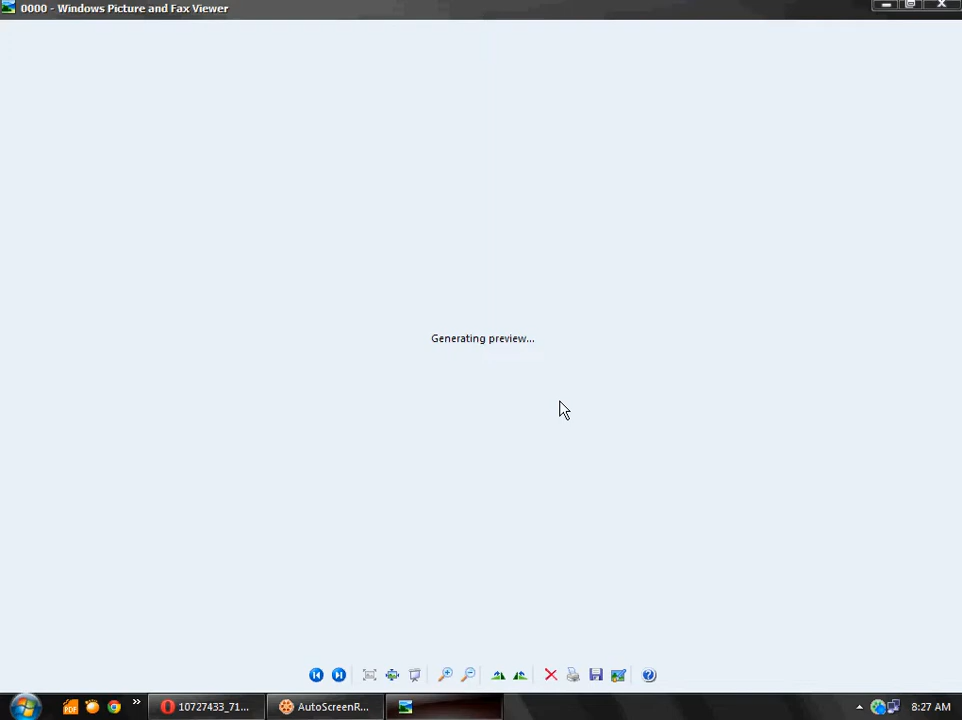 0000 - Windows Picture and Fax Viewer
Generating preview...
PDF
»
10727433_71...
AutoScreenR...
8:27 AM